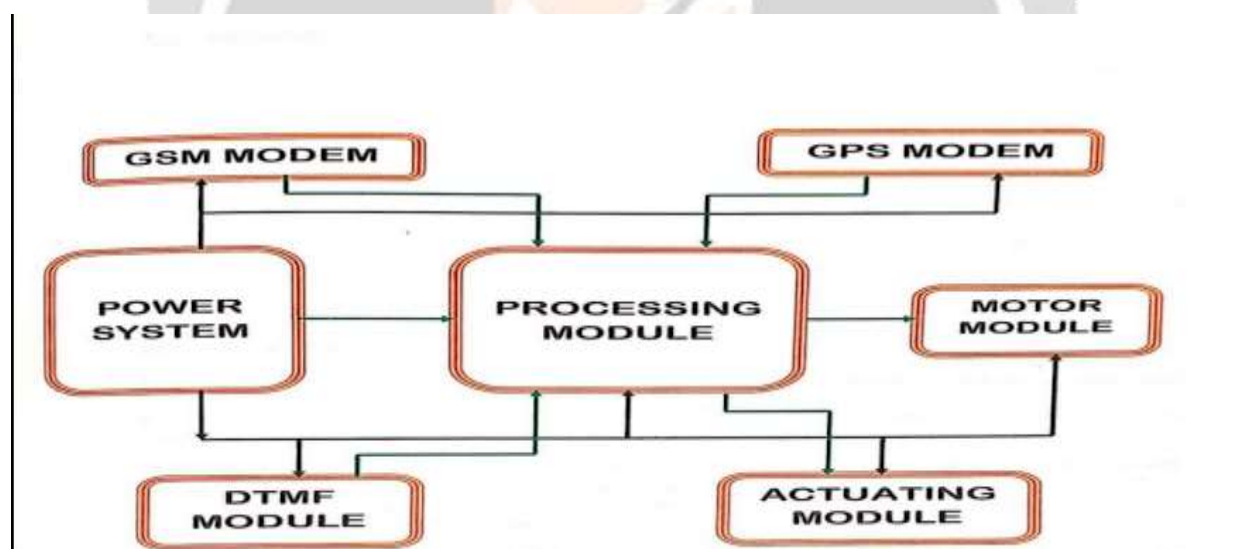 GSM MODEM
GPS MODEM
POWER
SYSTEM
PROCESSING
MODULE
MOTOR
MODULE
DTMF
MODULE
ACTUATING
MODULE